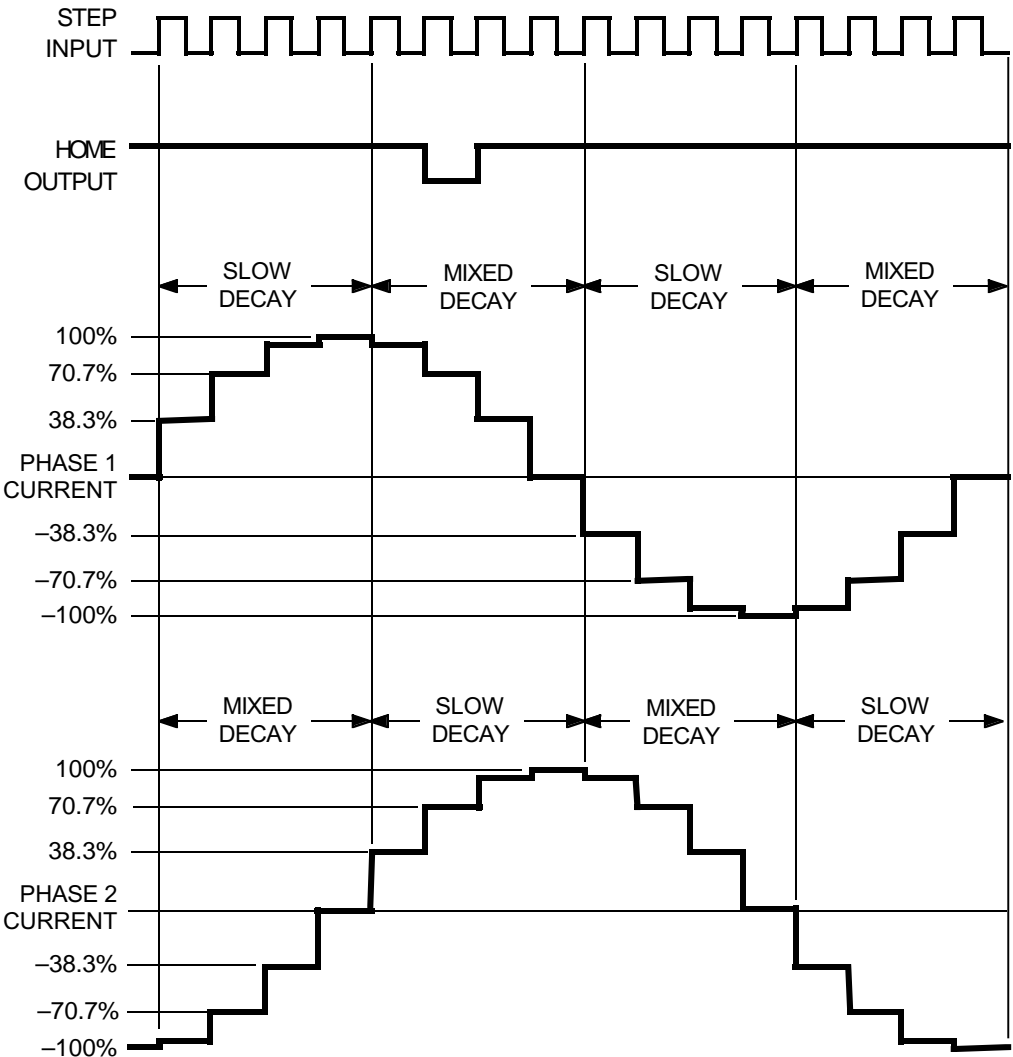 STEP
INPUT
HOME
OUTPUT
SLOW
DECAY
MIXED
DECAY
SLOW
DECAY
MIXED
DECAY
100%
70.7%
38.3%
PHASE 1
CURRENT
–38.3%
–70.7%
–100%
MIXED
DECAY
SLOW
DECAY
MIXED
DECAY
SLOW
DECAY
100%
70.7%
38.3%
PHASE 2
CURRENT
–38.3%
–70.7%
–100%